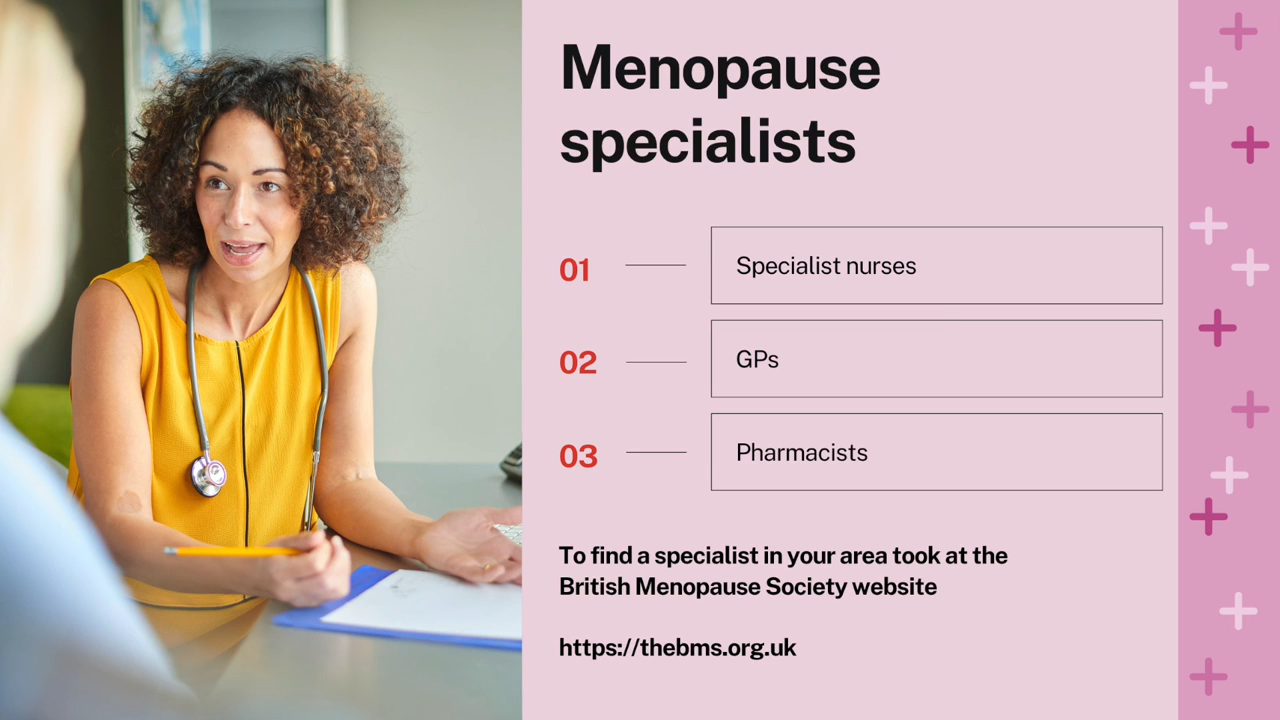 Menopause
specialists
01
Specialist nurses
02
GPs
03
Pharmacists
To find a specialist in your area took at the
British Menopause Society website
https://thebms.org.uk